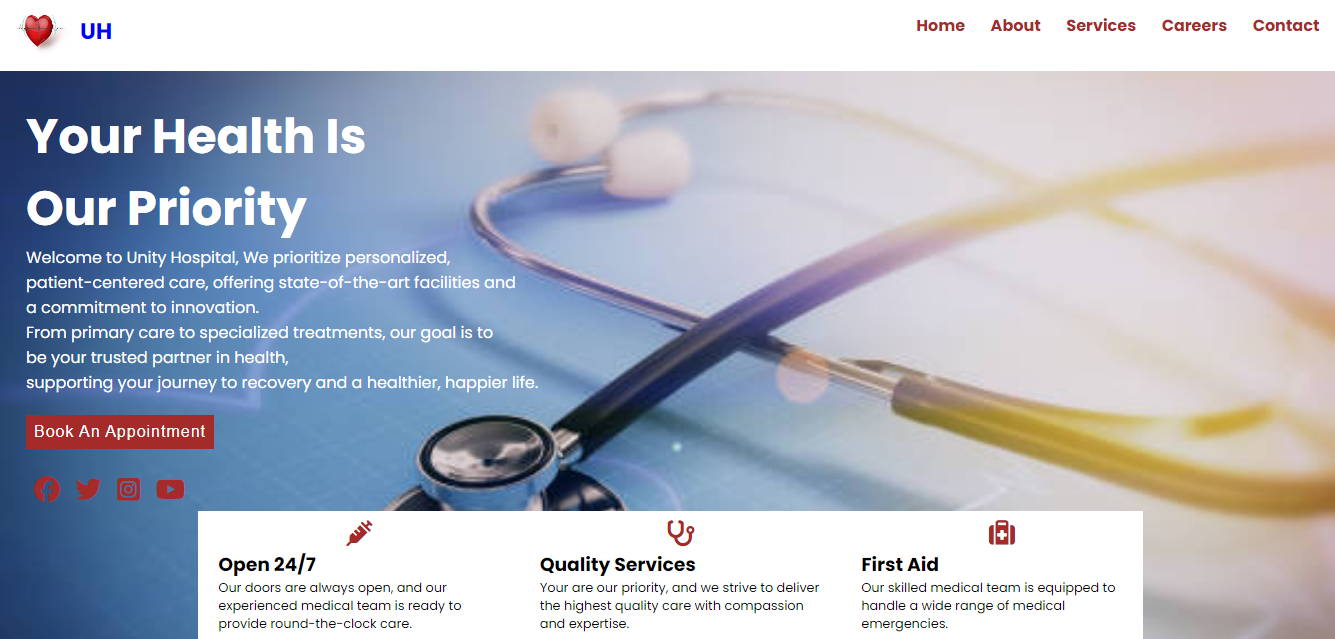 UH
Home About Services Careers Contact
Your Health Is
Our Priority
Welcome to Unity Hospital, We prioritize personalized,
patient-centered care, offering state-of-the-art facilities and
a commitment to innovation.
From primary care to specialized treatments, our goal is to
be your trusted partner in health,
supporting your journey to recovery and a healthier, happier life.
Book An Appointment
Open 24/7
Our doors are always open, and our
experienced medical team is ready to
provide round-the-clock care.
Quality Services
Your are our priority, and we strive to deliver
the highest quality care with compassion
and expertise.
First Aid
Our skilled medical team is equipped to
handle a wide range of medical
emergencies.